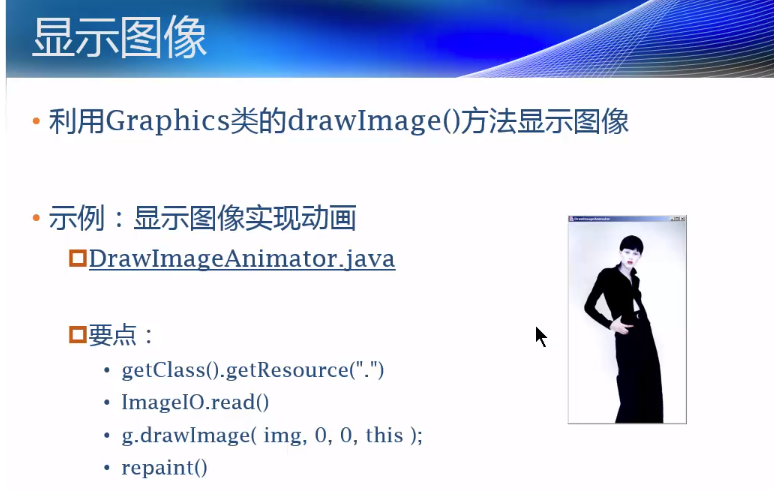 显示图像
利用Graphics类的drawImage()方法显示图像
示例：显示图像实现动画
DrawImageAnimator.java
要点：
getClass().getResource(".")
ImageIO.read()
g.drawImage( img, 0, 0, this );
repaint()
DrawImageAnimator